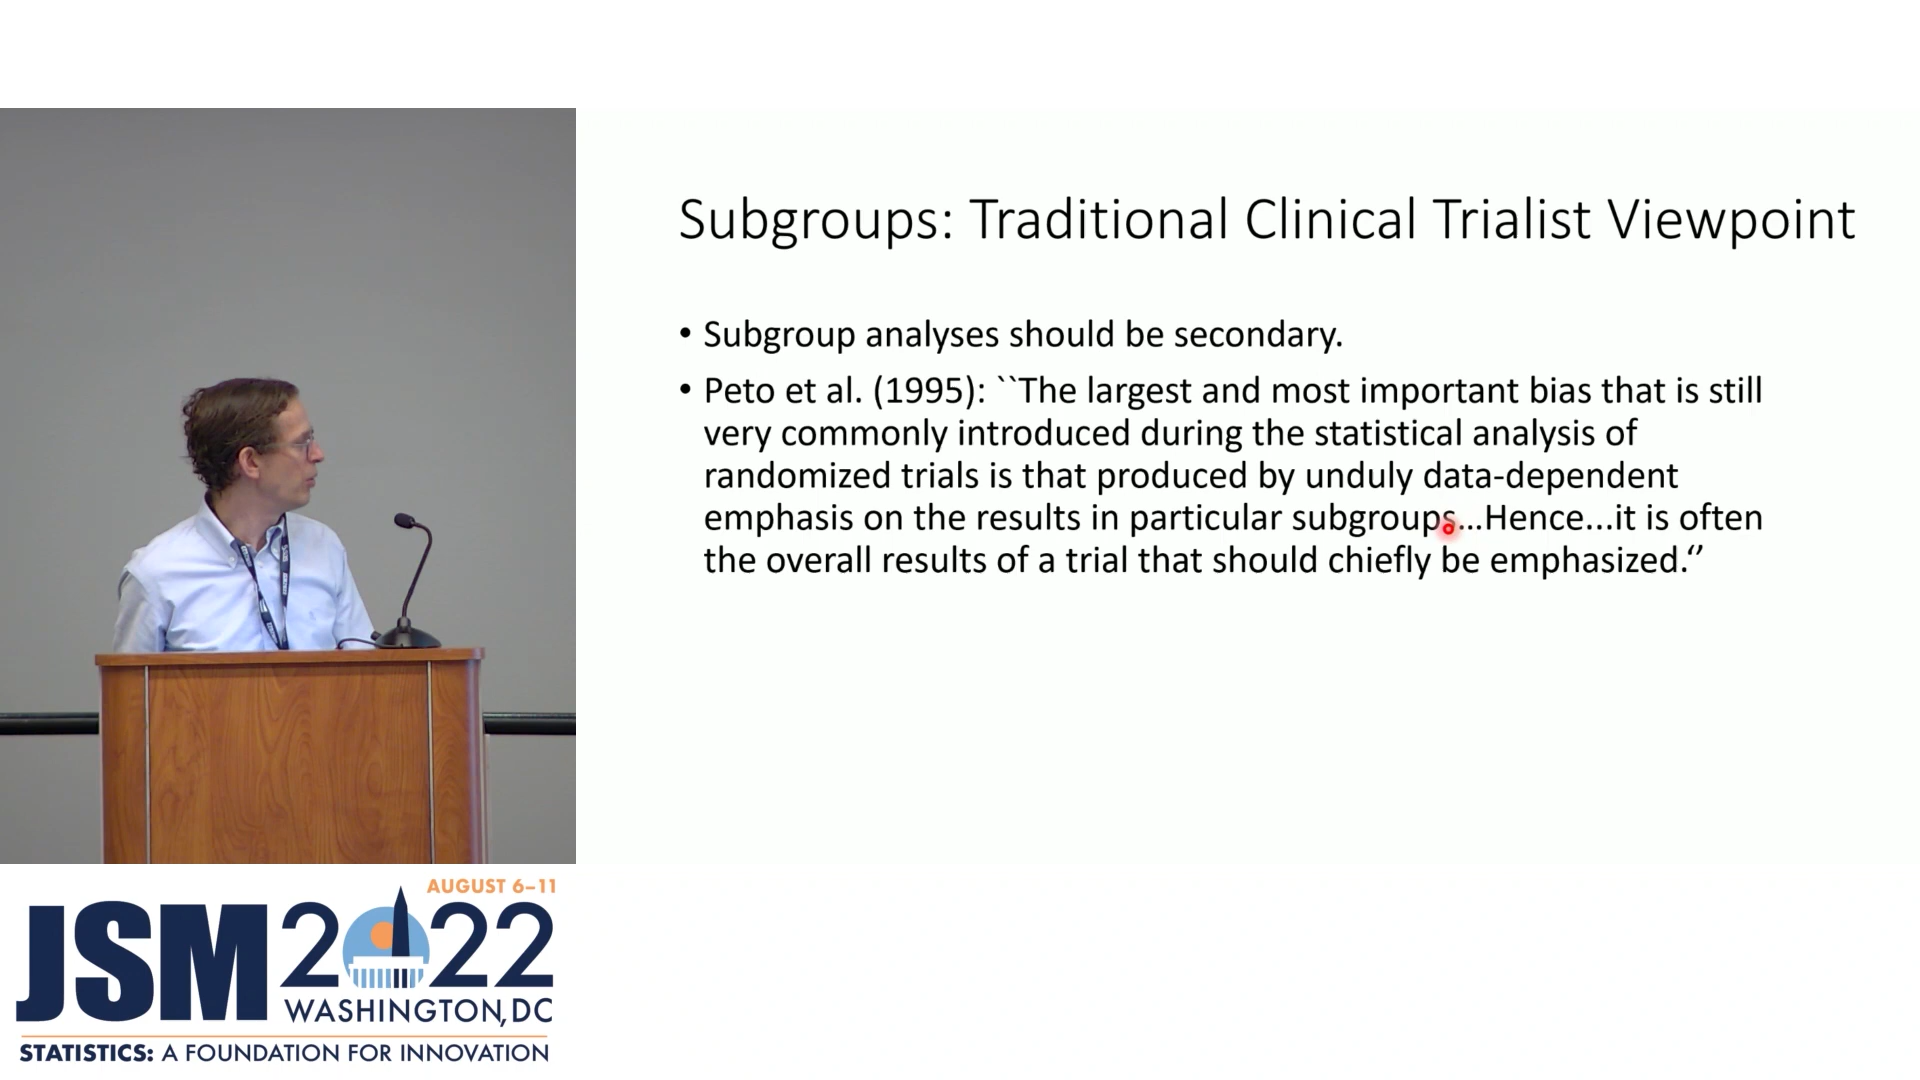 Subgroups: Traditional Clinical Trialist Viewpoint
• Subgroup analyses should be secondary.
• Peto et al. (1995): ``The largest and most important bias that is still
very commonly introduced during the statistical analysis of
randomized trials is that produced by unduly data-dependent
emphasis on the results in particular subgroups...Hence...it is often
the overall results of a trial that should chiefly be emphasized.‘’
AUGUST 6–11
JSM 2022
WASHINGTON, DC
STATISTICS: A FOUNDATION FOR INNOVATION